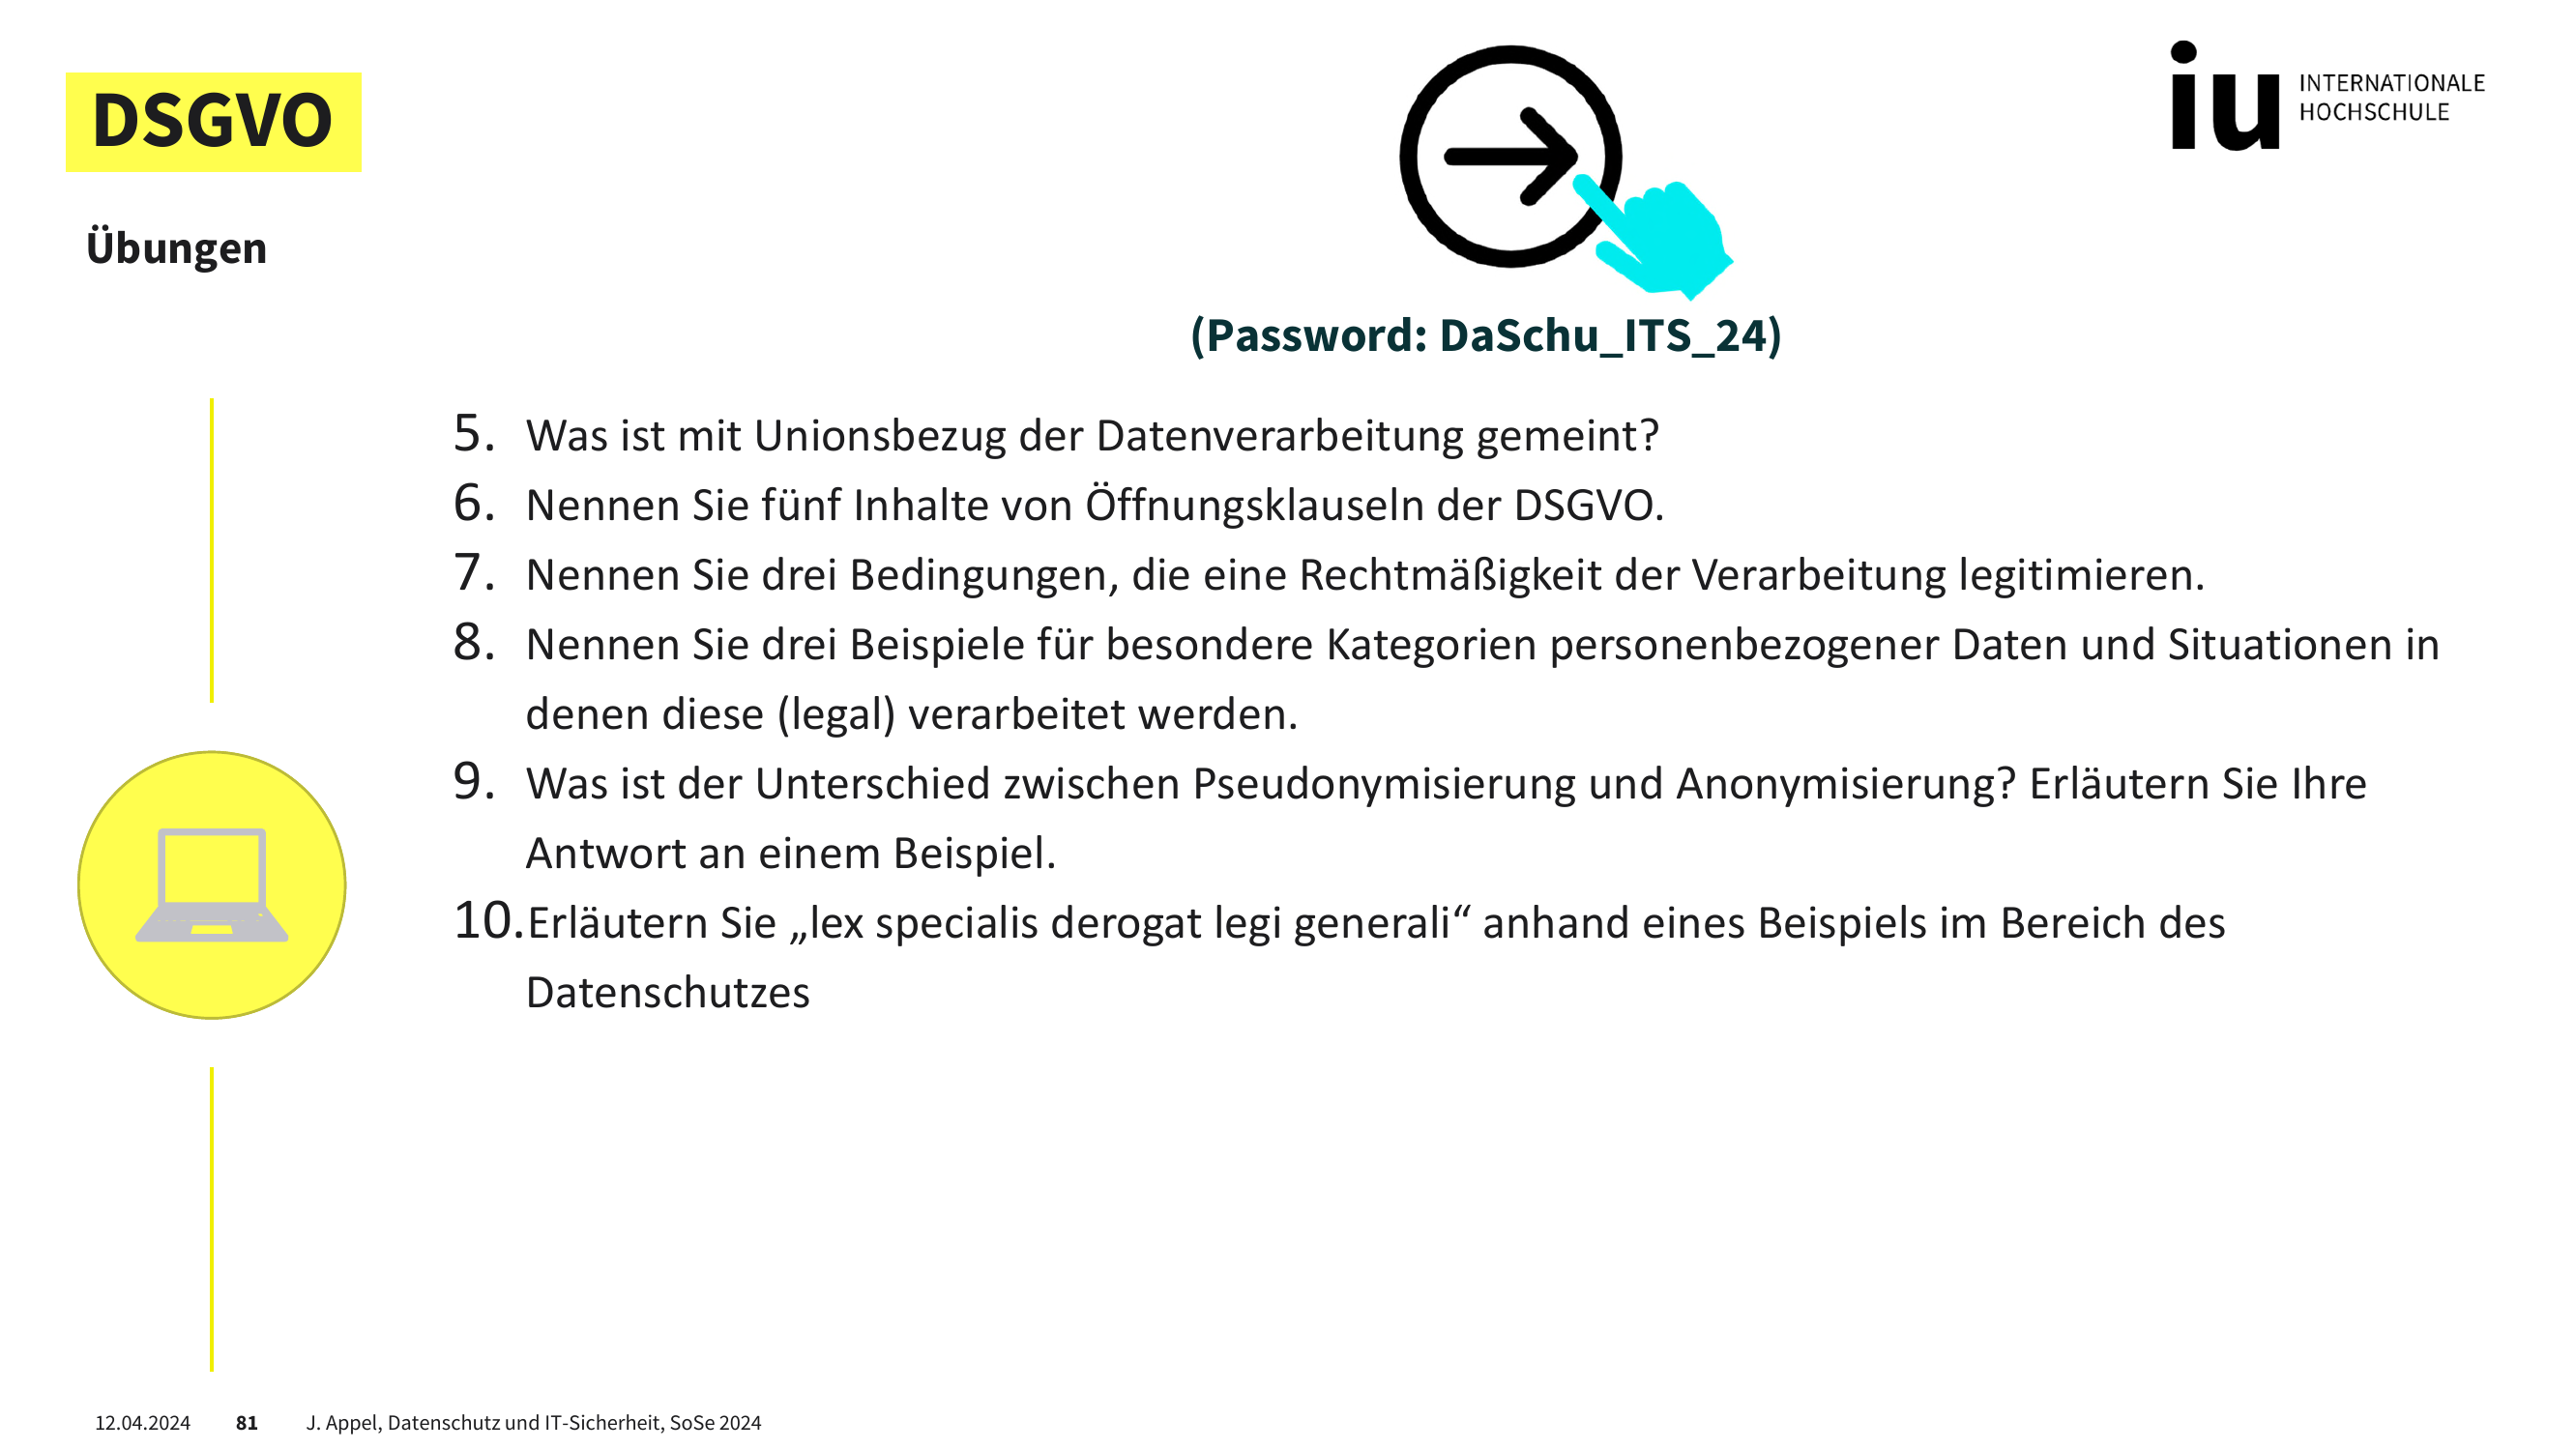 DSGVO
iu INTERNATIONALE
HOCHSCHULE
Übungen
(Password: DaSchu_ITS_24)
5. Was ist mit Unionsbezug der Datenverarbeitung gemeint?
6. Nennen Sie fünf Inhalte von Öffnungsklauseln der DSGVO.
7. Nennen Sie drei Bedingungen, die eine Rechtmäßigkeit der Verarbeitung legitimieren.
8. Nennen Sie drei Beispiele für besondere Kategorien personenbezogener Daten und Situationen in
denen diese (legal) verarbeitet werden.
9. Was ist der Unterschied zwischen Pseudonymisierung und Anonymisierung? Erläutern Sie Ihre
Antwort an einem Beispiel.
10. Erläutern Sie „lex specialis derogat legi generali“ anhand eines Beispiels im Bereich des
Datenschutzes
12.04.2024 81 J. Appel, Datenschutz und IT-Sicherheit, SoSe 2024